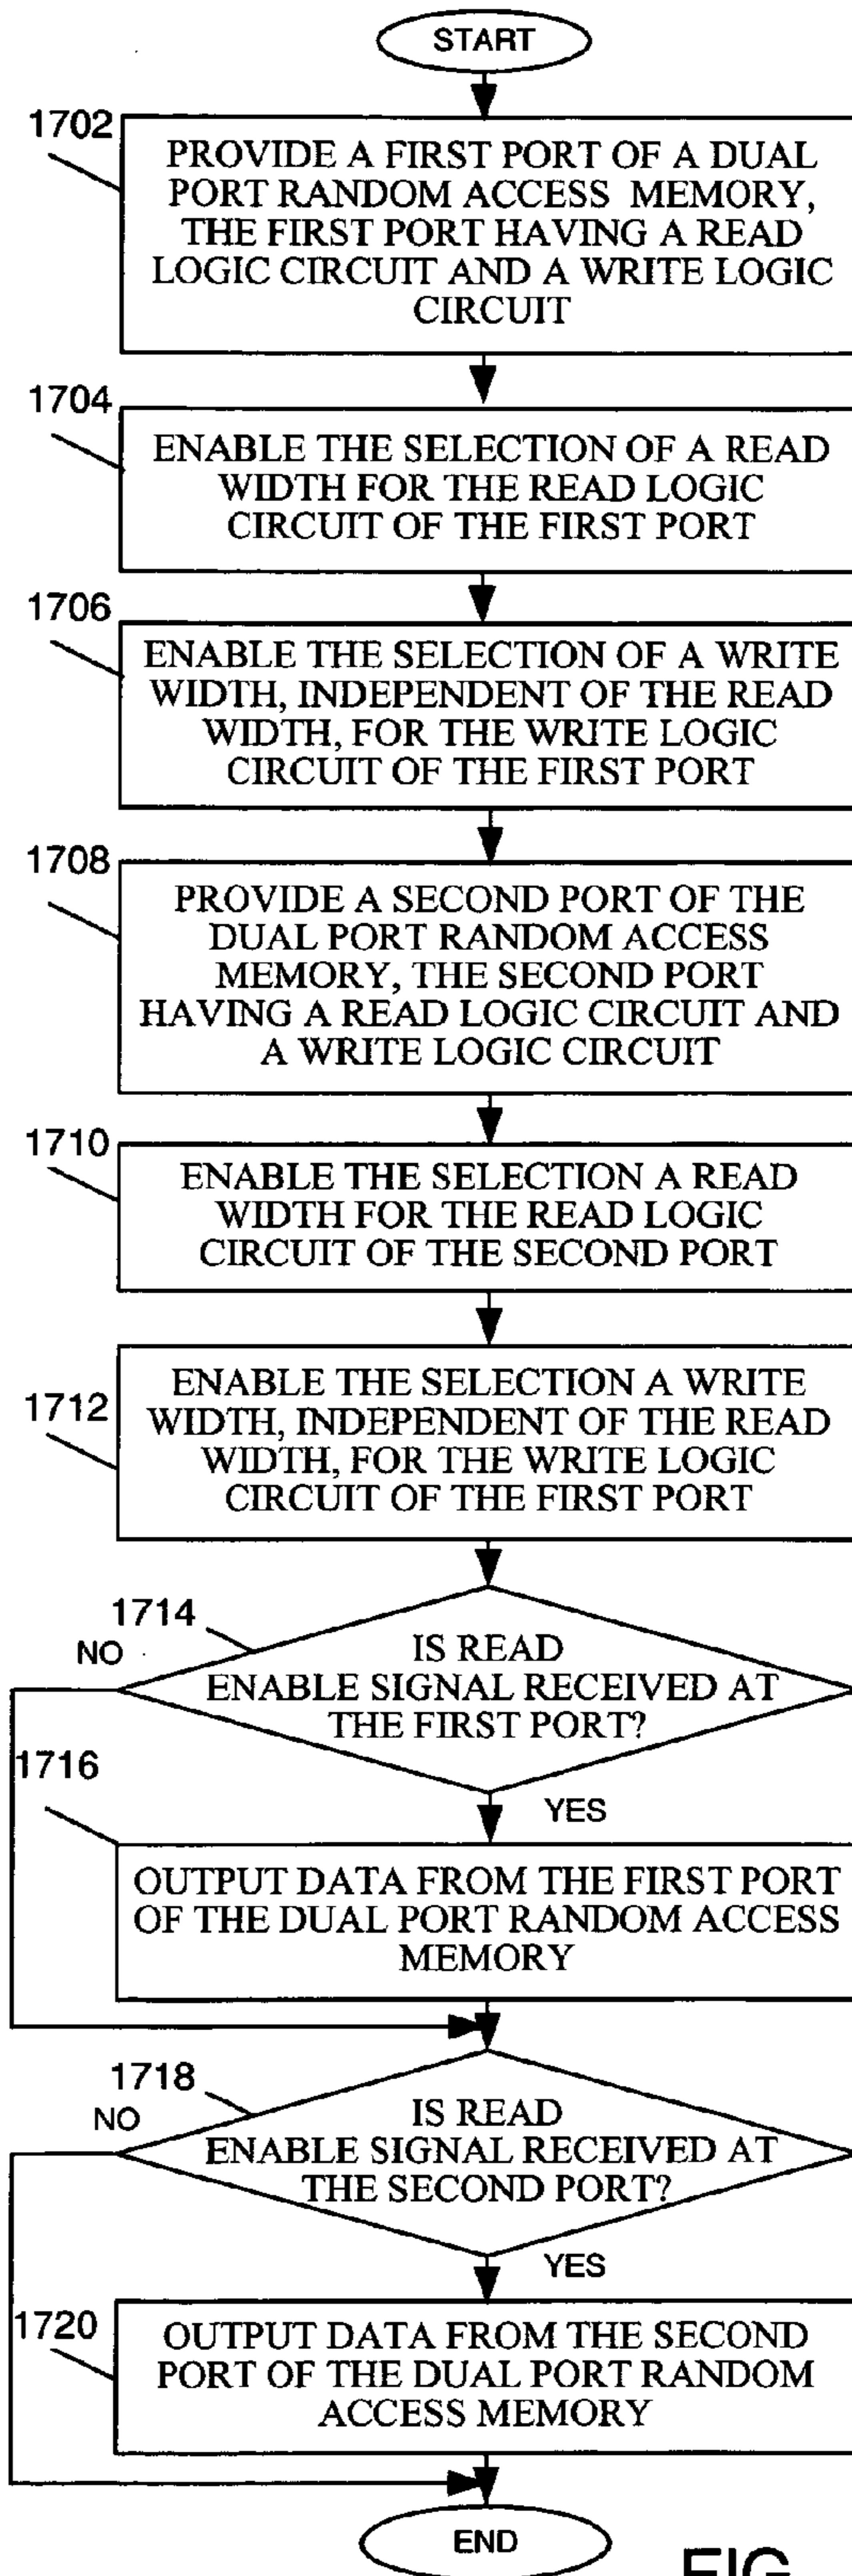 START
1702
PROVIDE A FIRST PORT OF A DUAL
PORT RANDOM ACCESS MEMORY,
THE FIRST PORT HAVING A READ
LOGIC CIRCUIT AND A WRITE LOGIC
CIRCUIT
1704
ENABLE THE SELECTION OF A READ
WIDTH FOR THE READ LOGIC
CIRCUIT OF THE FIRST PORT
1706
ENABLE THE SELECTION OF A WRITE
WIDTH, INDEPENDENT OF THE READ
WIDTH, FOR THE WRITE LOGIC
CIRCUIT OF THE FIRST PORT
1708
PROVIDE A SECOND PORT OF THE
DUAL PORT RANDOM ACCESS
MEMORY, THE SECOND PORT
HAVING A READ LOGIC CIRCUIT AND
A WRITE LOGIC CIRCUIT
1710
ENABLE THE SELECTION A READ
WIDTH FOR THE READ LOGIC
CIRCUIT OF THE SECOND PORT
1712
ENABLE THE SELECTION A WRITE
WIDTH, INDEPENDENT OF THE READ
WIDTH, FOR THE WRITE LOGIC
CIRCUIT OF THE FIRST PORT
1714
NO
IS READ
ENABLE SIGNAL RECEIVED AT
THE FIRST PORT?
YES
1716
OUTPUT DATA FROM THE FIRST PORT
OF THE DUAL PORT RANDOM ACCESS
MEMORY
1718
NO
IS READ
ENABLE SIGNAL RECEIVED AT
THE SECOND PORT?
YES
1720
OUTPUT DATA FROM THE SECOND
PORT OF THE DUAL PORT RANDOM
ACCESS MEMORY
END
FIG